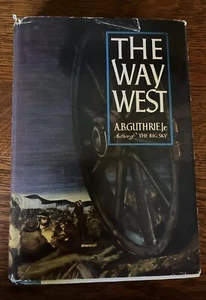 THE
WAY
WEST
A.B.GUTHRIE, Jr.
Author of THE BIG SKY